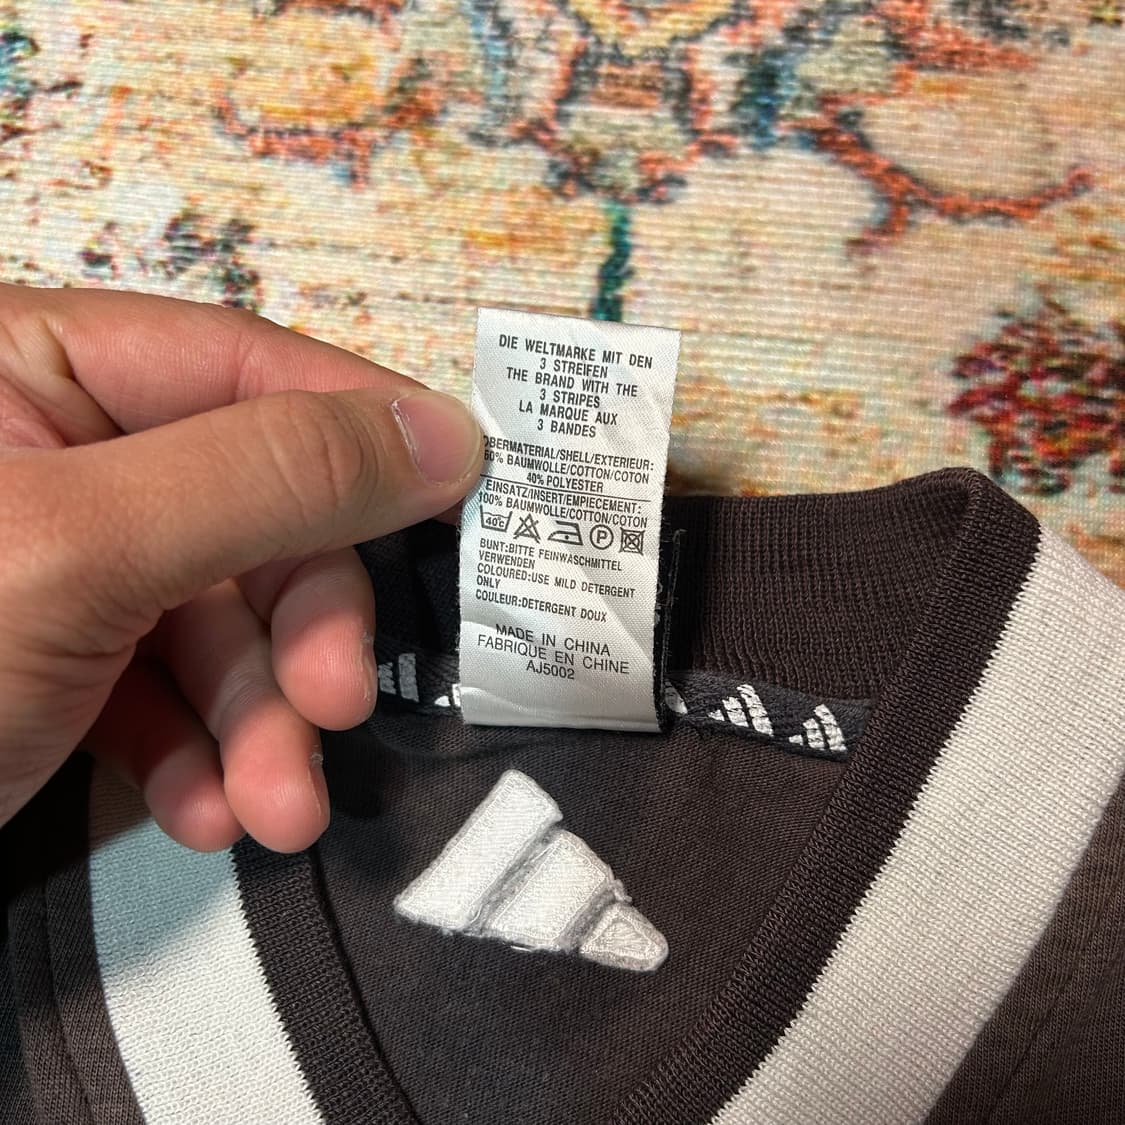 DIE WELTMARKE MIT DEN
3 STREIFEN
THE BRAND WITH THE
3 STRIPES
LA MARQUE AUX
3 BANDES
OBERMATERIAL/SHELL/EXTERIEUR:
60% BAUMWOLLE/COTTON/COTON
40% POLYESTER
EINSATZ/INSERT/EMPIECEMENT:
100% BAUMWOLLE/COTTON/COTON
40°C P
BUNT:BITTE FEINWASCHMITTEL
VERWENDEN
COLOURED:USE MILD DETERGENT
ONLY
COULEUR:DETERGENT DOUX
MADE IN CHINA
FABRIQUE EN CHINE
AJ5002